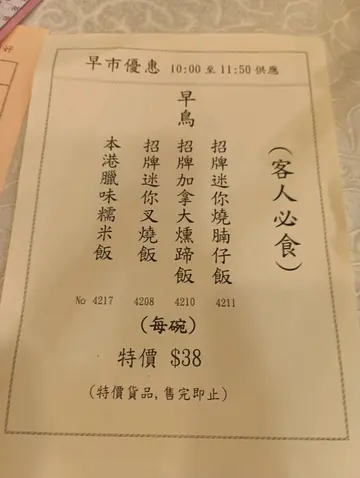 早市優惠 10:00 至 11:50 供應
早鳥
(客人必食)
招牌迷你燒腩仔飯
招牌加拿大燻蹄飯
招牌迷你叉燒飯
本港臘味糯米飯
No 4217 4208 4210 4211
(每碗)
特價 $38
(特價貨品,售完即止)